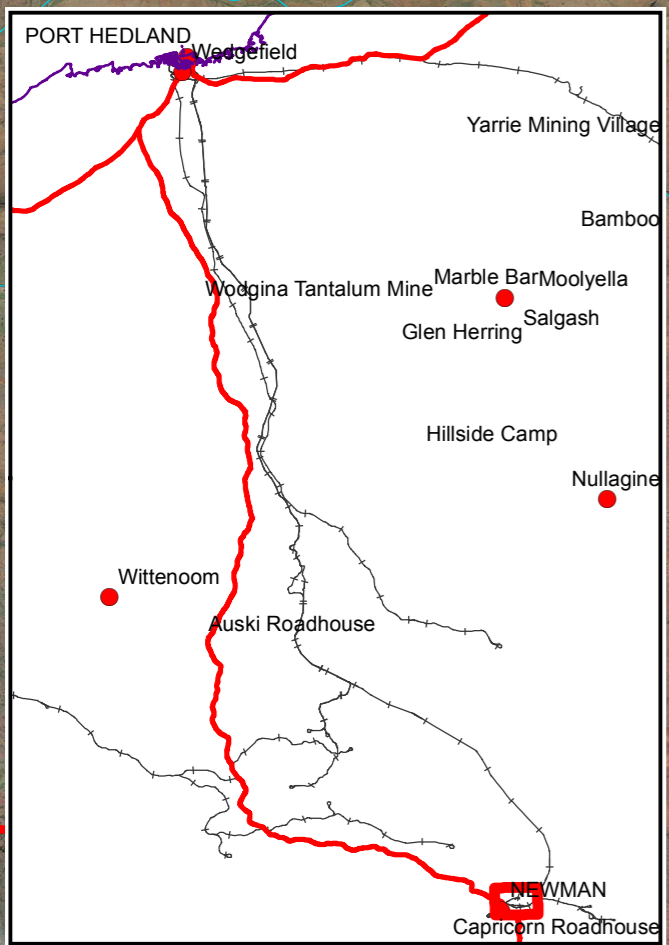 PORT HEDLAND
Wedgefield
Yarrie Mining Village
Bamboo
Wodgina Tantalum Mine
Marble Bar
Moolyella
Salgash
Glen Herring
Hillside Camp
Nullagine
Wittenoom
Auski Roadhouse
NEWMAN
Capricorn Roadhouse